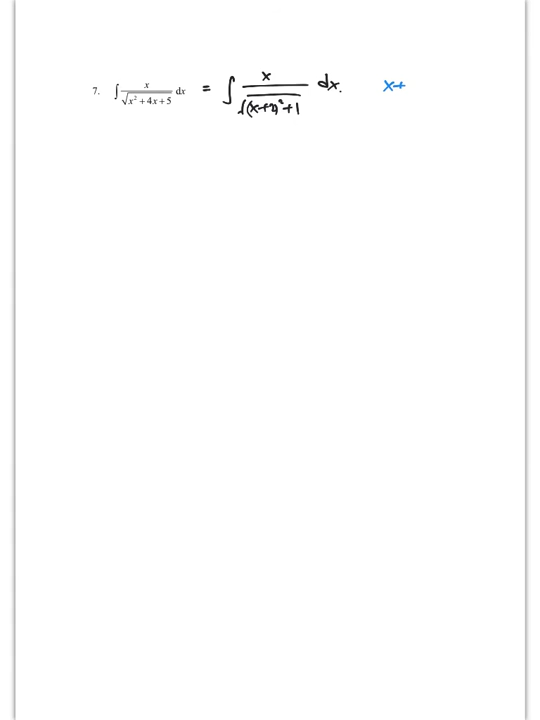 7. ∫ x/√(x² + 4x + 5) dx = ∫ x/√((x+2)²+1) dx. x+